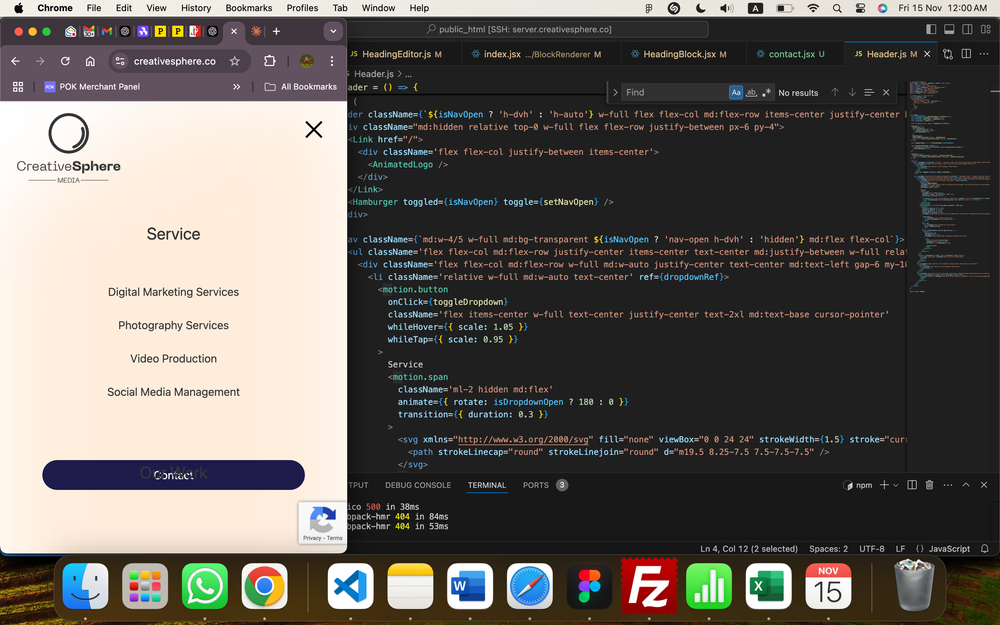 Chrome File Edit View History Bookmarks Profiles Tab Window Help A Fri 15 Nov 12:00 AM
creativesphere.co
POK Merchant Panel
All Bookmarks
CreativeSphere
MEDIA
Service
Digital Marketing Services
Photography Services
Video Production
Social Media Management
Our Work
Contact
Privacy - Terms
public_html [SSH: server.creativesphere.co]
JS HeadingEditor.js M
index.jsx .../BlockRenderer M
HeadingBlock.jsx M
contact.jsx U
JS Header.js M
Header.js > ...
Find
Aa
ab
No results
ader = () => {
(
der className={`${isNavOpen ? 'h-dvh' : 'h-auto'} w-full flex flex-col md:flex-row items-center justify-center
iv className="md:hidden relative top-0 w-full flex flex-row justify-between px-6 py-4">
<Link href="/">
<div className='flex flex-col justify-between items-center'>
<AnimatedLogo />
</div>
</Link>
<Hamburger toggled={isNavOpen} toggle={setNavOpen} />
div>
av className={`md:w-4/5 w-full md:bg-transparent ${isNavOpen ? 'nav-open h-dvh' : 'hidden'} md:flex flex-col`}>
<ul className='flex flex-col md:flex-row justify-center items-center text-center md:justify-between w-full rela
<div className='flex flex-col md:flex-row w-full md:w-auto justify-center text-center md:text-left gap-6 my-10
<li className='relative w-full md:w-auto text-center' ref={dropdownRef}>
<motion.button
onClick={toggleDropdown}
className='flex items-center w-full text-center justify-center text-2xl md:text-base cursor-pointer'
whileHover={{ scale: 1.05 }}
whileTap={{ scale: 0.95 }}
>
Service
<motion.span
className='ml-2 hidden md:flex'
animate={{ rotate: isDropdownOpen ? 180 : 0 }}
transition={{ duration: 0.3 }}
>
<svg xmlns="http://www.w3.org/2000/svg" fill="none" viewBox="0 0 24 24" strokeWidth={1.5} stroke="cur
<path strokeLinecap="round" strokeLinejoin="round" d="m19.5 8.25-7.5 7.5-7.5-7.5" />
</svg>
TPUT DEBUG CONSOLE TERMINAL PORTS 3
npm
ico 500 in 38ms
bpack-hmr 404 in 84ms
bpack-hmr 404 in 53ms
Ln 4, Col 12 (2 selected) Spaces: 2 UTF-8 LF {} JavaScript
W
Fz
X
NOV
15